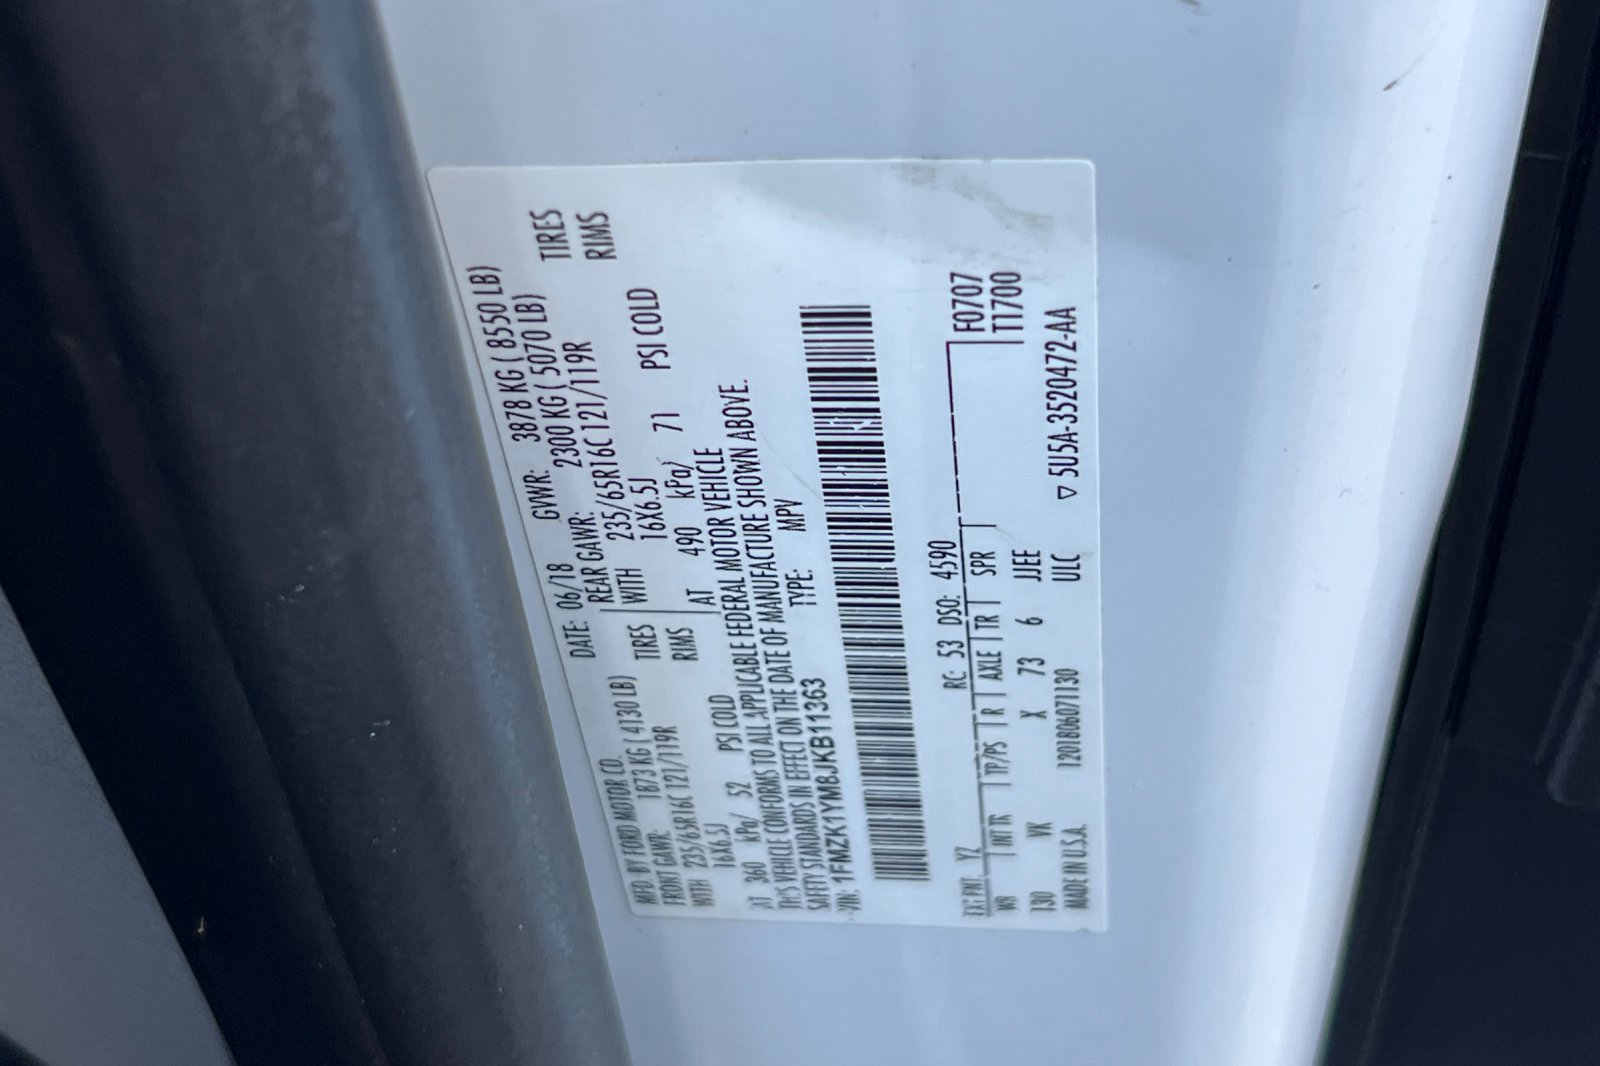 MFD. BY FORD MOTOR CO.
DATE: 06/18 GVWR: 3878 KG ( 8550 LB)
FRONT GAWR: 1873 KG ( 4130 LB) REAR GAWR: 2300 KG ( 5070 LB)
WITH 235/65R16C 121/119R TIRES WITH 235/65R16C 121/119R TIRES
16X6.5J RIMS 16X6.5J RIMS
AT 360 kPa/ 52 PSI COLD AT 490 kPa/ 71 PSI COLD
THIS VEHICLE CONFORMS TO ALL APPLICABLE FEDERAL MOTOR VEHICLE
SAFETY STANDARDS IN EFFECT ON THE DATE OF MANUFACTURE SHOWN ABOVE.
VIN: 1FMZK1YM8JKB11363 TYPE: MPV
EXT PNT: YZ RC: 53 DSO: 4590 F0707
WB INT TR TP/PS R AXLE TR SPR T1700
130 VK X 73 6 JJEE
MADE IN U.S.A. 120180607​1130 ULC ▽ 5U5A-3520472-AA